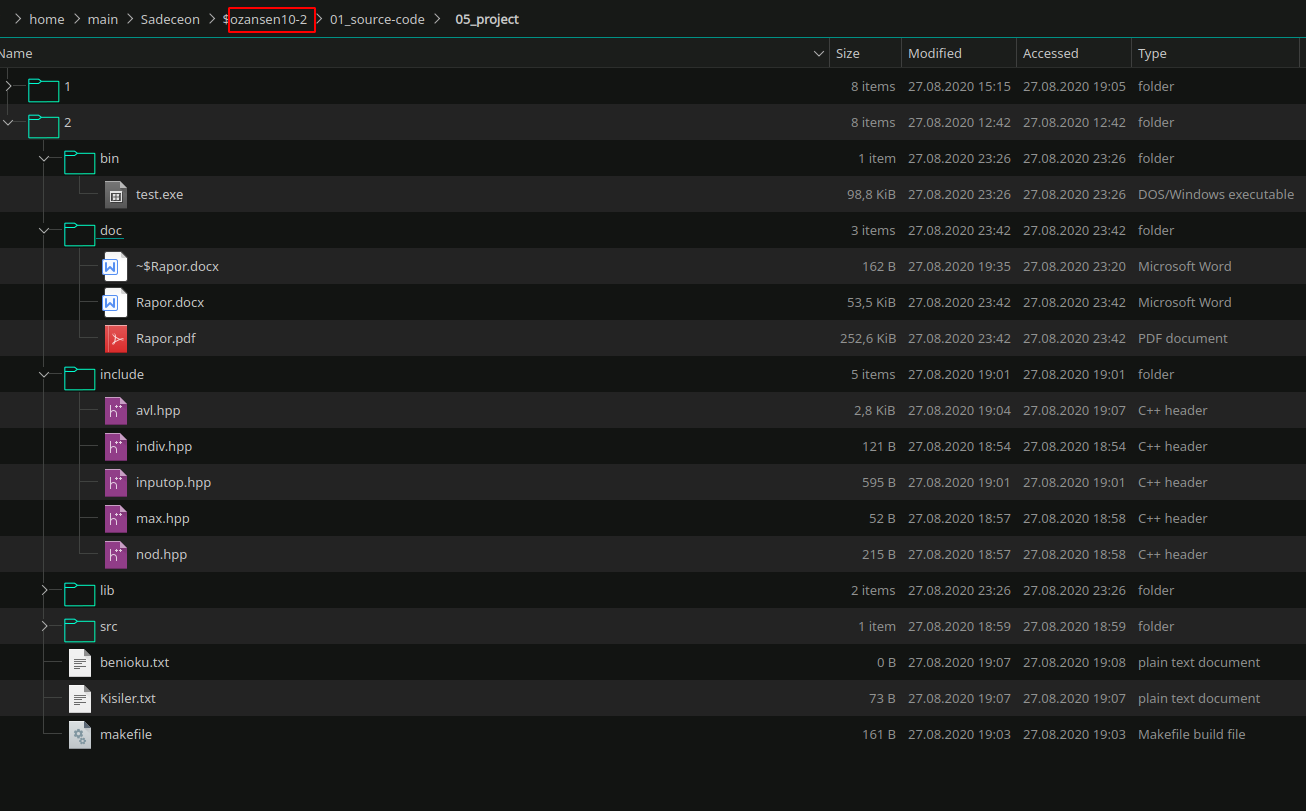 home main Sadeceon $ozansen10-2 01_source-code 05_project
Name Size Modified Accessed Type
1 8 items 27.08.2020 15:15 27.08.2020 19:05 folder
2 8 items 27.08.2020 12:42 27.08.2020 12:42 folder
bin 1 item 27.08.2020 23:26 27.08.2020 23:26 folder
test.exe 98,8 KiB 27.08.2020 23:26 27.08.2020 23:26 DOS/Windows executable
doc 3 items 27.08.2020 23:42 27.08.2020 23:42 folder
~$Rapor.docx 162 B 27.08.2020 19:35 27.08.2020 23:20 Microsoft Word
Rapor.docx 53,5 KiB 27.08.2020 23:42 27.08.2020 23:42 Microsoft Word
Rapor.pdf 252,6 KiB 27.08.2020 23:42 27.08.2020 23:42 PDF document
include 5 items 27.08.2020 19:01 27.08.2020 19:01 folder
avl.hpp 2,8 KiB 27.08.2020 19:04 27.08.2020 19:07 C++ header
indiv.hpp 121 B 27.08.2020 18:54 27.08.2020 18:54 C++ header
inputop.hpp 595 B 27.08.2020 19:01 27.08.2020 19:01 C++ header
max.hpp 52 B 27.08.2020 18:57 27.08.2020 18:58 C++ header
nod.hpp 215 B 27.08.2020 18:57 27.08.2020 18:58 C++ header
lib 2 items 27.08.2020 23:26 27.08.2020 23:26 folder
src 1 item 27.08.2020 18:59 27.08.2020 18:59 folder
benioku.txt 0 B 27.08.2020 19:07 27.08.2020 19:08 plain text document
Kisiler.txt 73 B 27.08.2020 19:07 27.08.2020 19:07 plain text document
makefile 161 B 27.08.2020 19:03 27.08.2020 19:03 Makefile build file